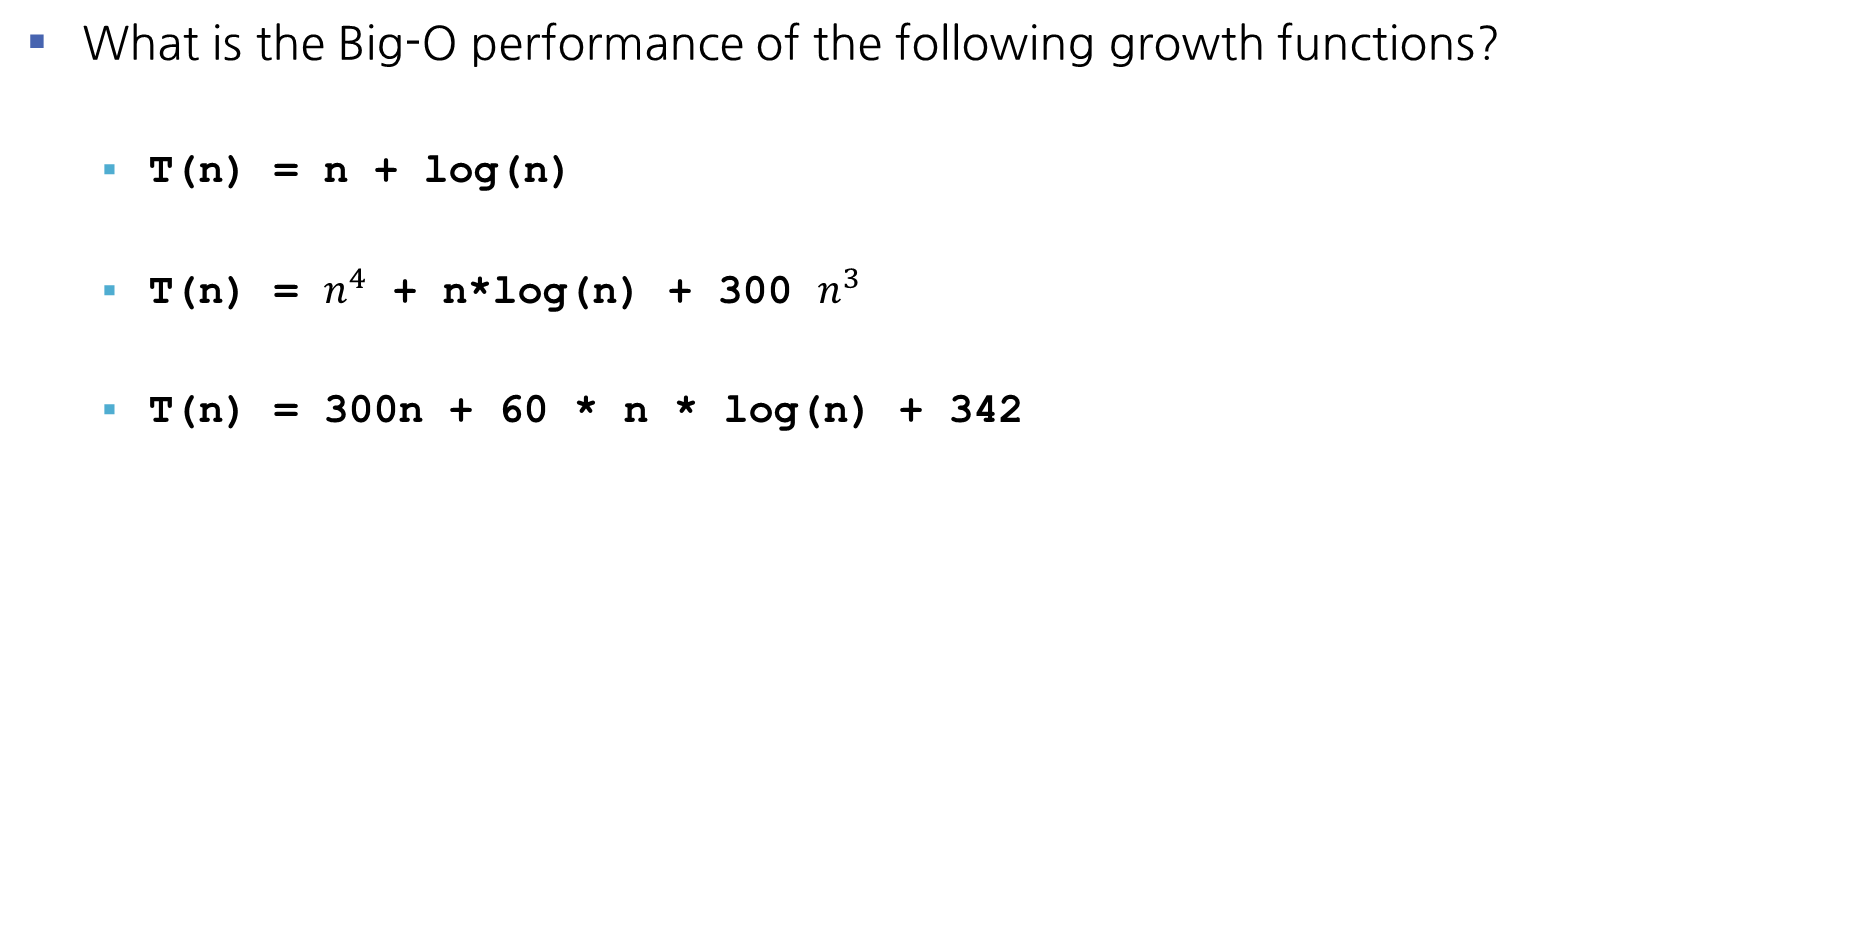 ▪ What is the Big-O performance of the following growth functions?
▪ T(n) = n + log(n)
▪ T(n) = n⁴ + n*log(n) + 300 n³
▪ T(n) = 300n + 60 * n * log(n) + 342